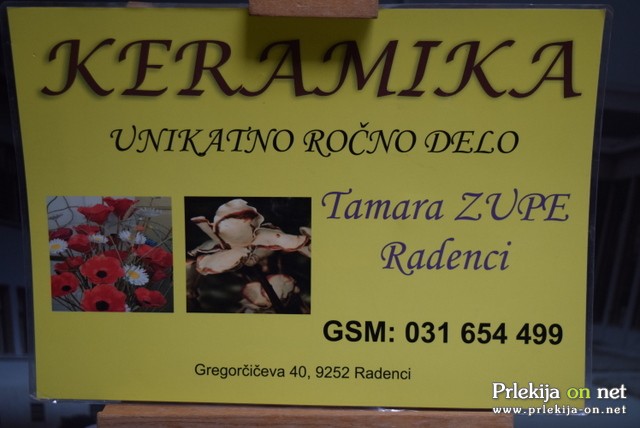 KERAMIKA
UNIKATNO ROČNO DELO
Tamara ZUPE
Radenci
GSM: 031 654 499
Gregorčičeva 40, 9252 Radenci
Prlekija on net
www.prlekija-on.net